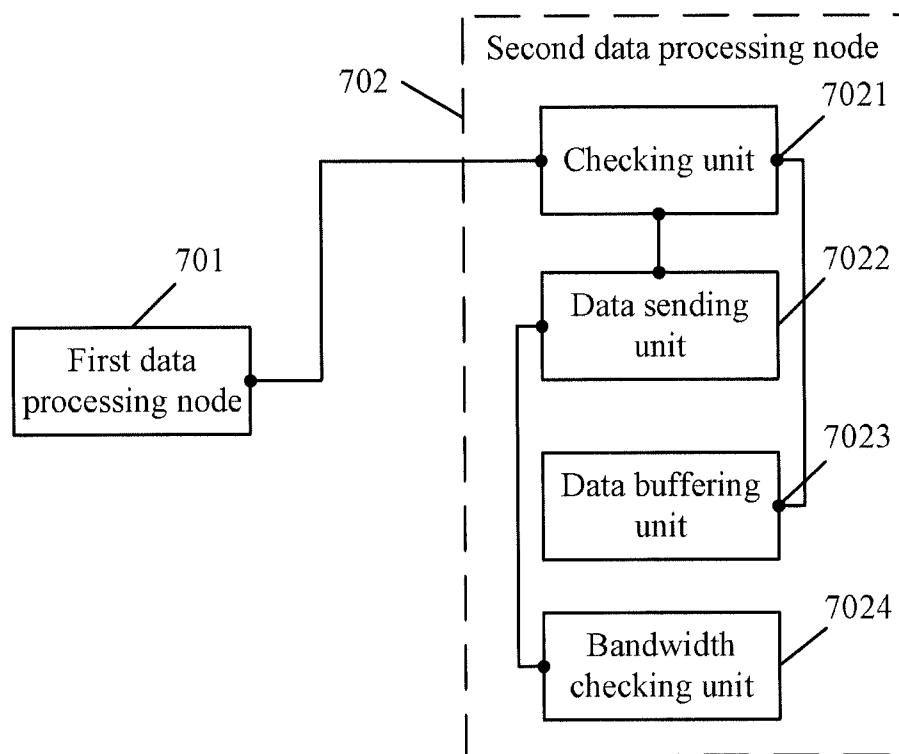 Second data processing node
702
7021
Checking unit
701
7022
First data
processing node
Data sending
unit
7023
Data buffering
unit
7024
Bandwidth
checking unit